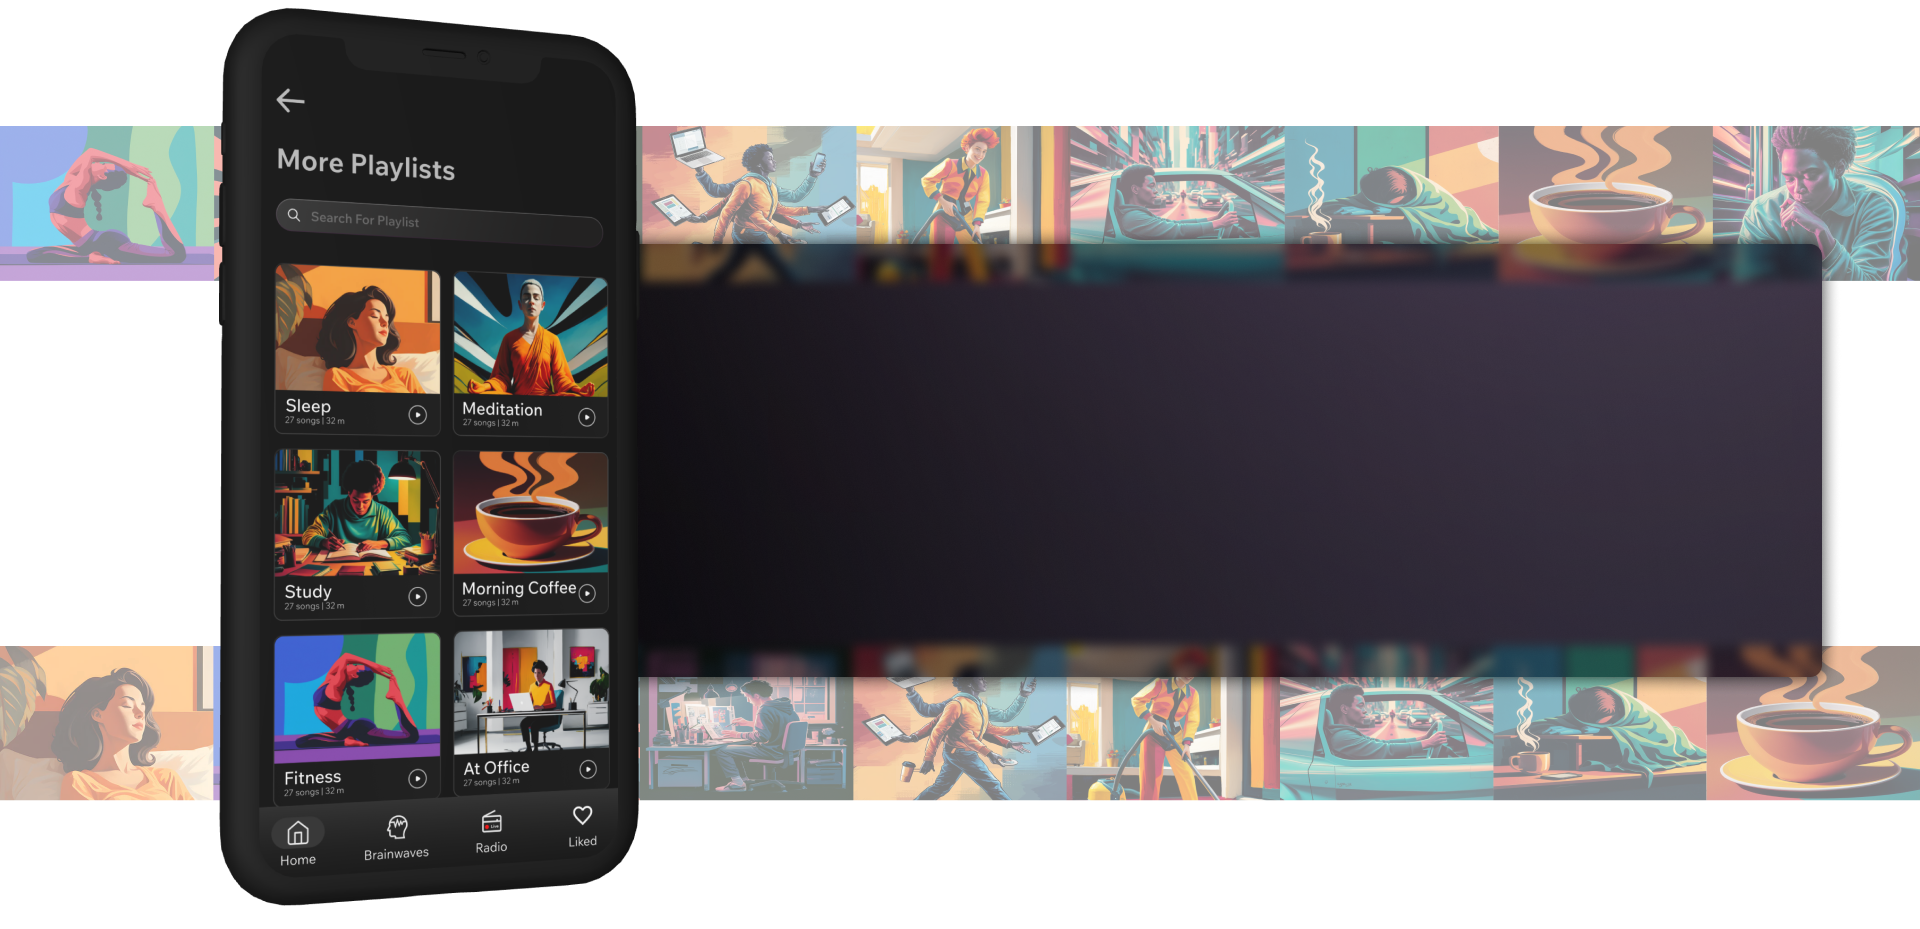 More Playlists
Search For Playlist
Sleep
27 songs | 32 m
Meditation
27 songs | 32 m
Study
27 songs | 32 m
Morning Coffee
27 songs | 32 m
Fitness
27 songs | 32 m
At Office
27 songs | 32 m
Home
Brainwaves
Live
Radio
Liked